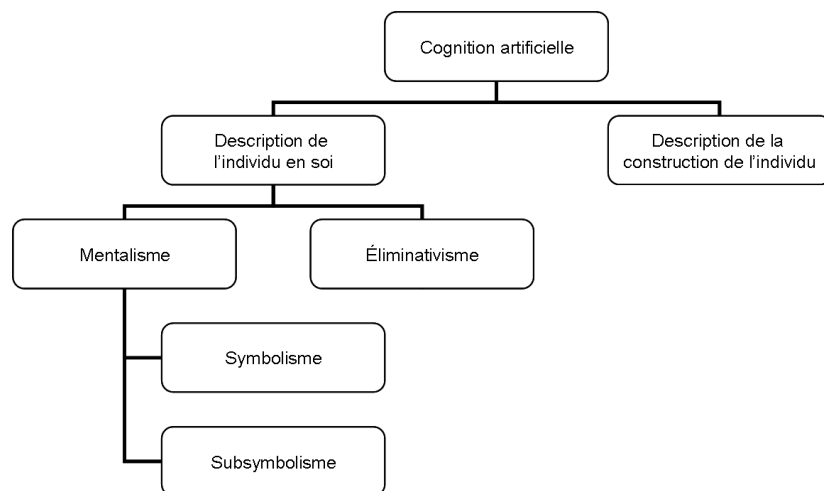 Cognition artificielle
Description de
l'individu en soi
Description de la
construction de l'individu
Mentalisme
Éliminativisme
Symbolisme
Subsymbolisme